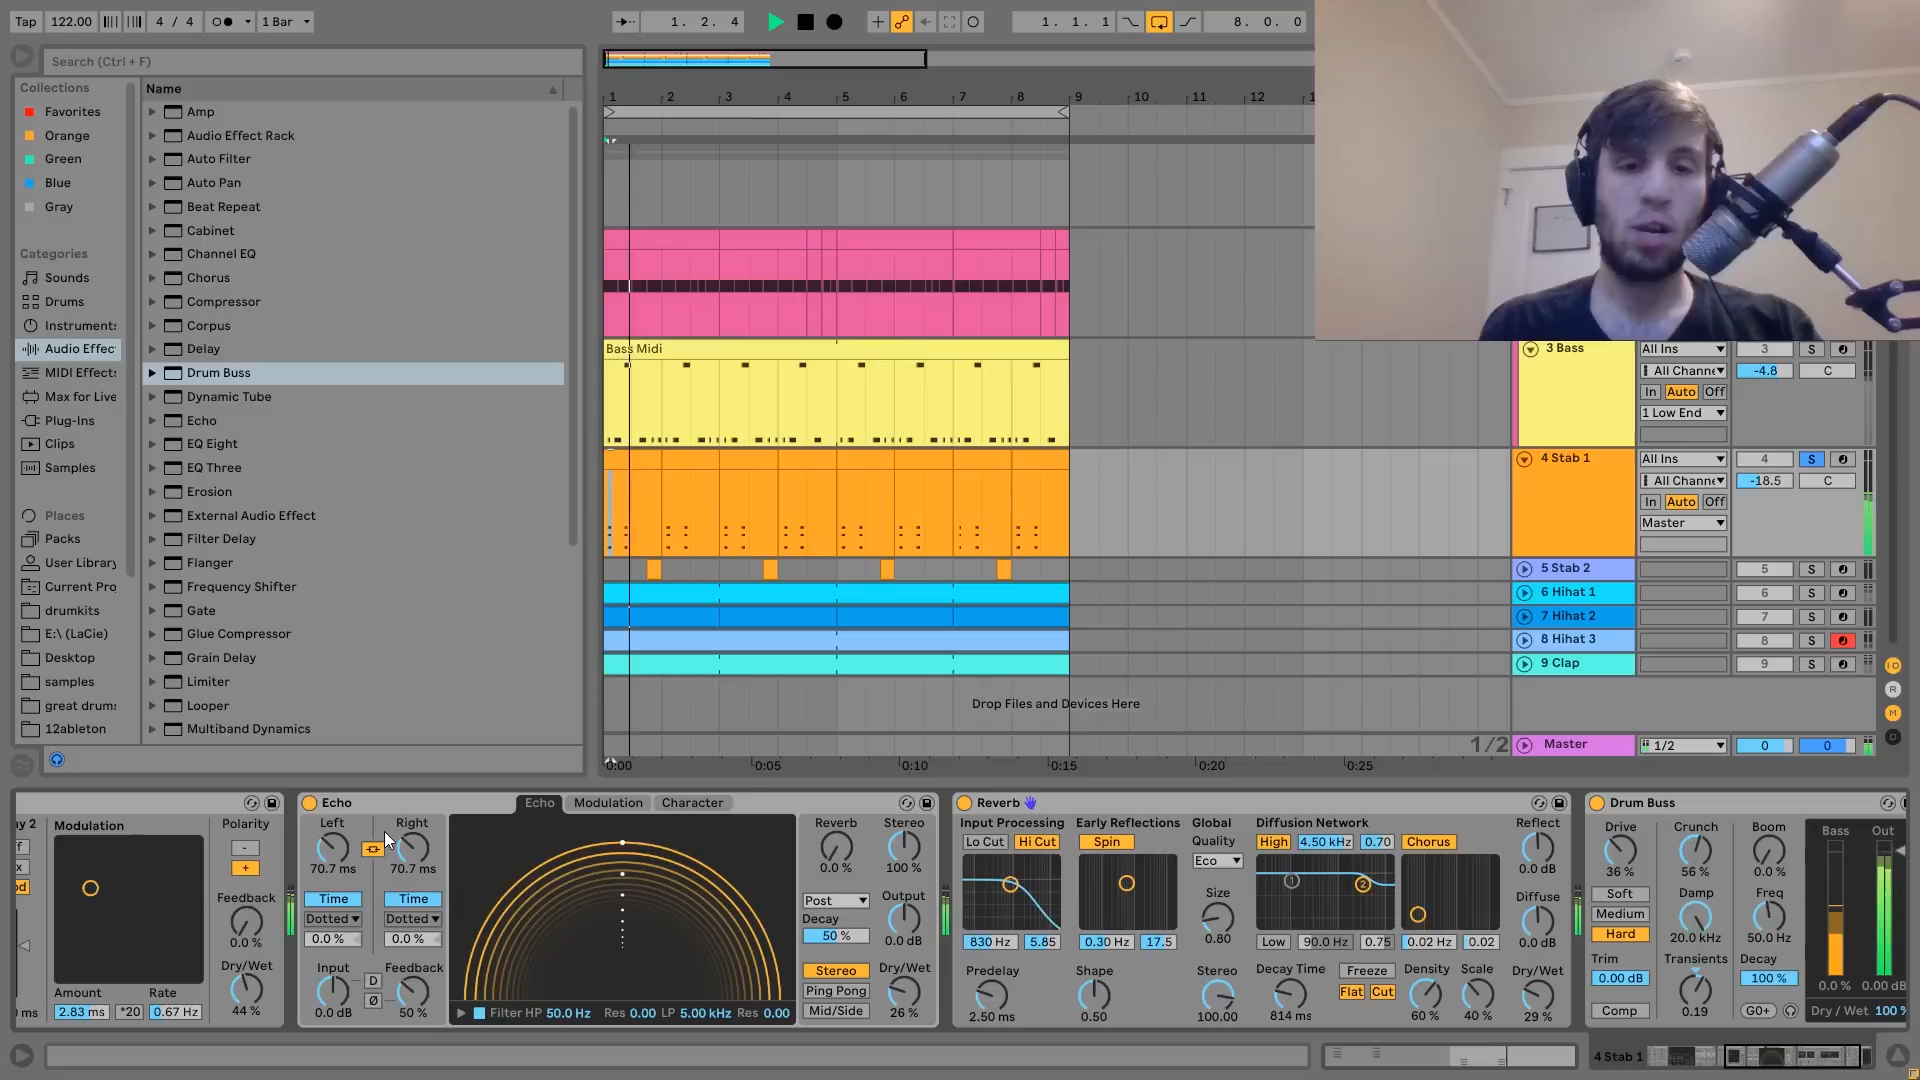 Tap 122.00 4 / 4 1 Bar 1. 2. 4 1. 1. 1 8. 0. 0
Search (Ctrl + F)
Collections
Favorites
Orange
Green
Blue
Gray
Categories
Sounds
Drums
Instruments
Audio Effec
MIDI Effects
Max for Live
Plug-Ins
Clips
Samples
Places
Packs
User Library
Current Pro
drumkits
E:\ (LaCie)
Desktop
samples
great drums
12ableton
Name
Amp
Audio Effect Rack
Auto Filter
Auto Pan
Beat Repeat
Cabinet
Channel EQ
Chorus
Compressor
Corpus
Delay
Drum Buss
Dynamic Tube
Echo
EQ Eight
EQ Three
Erosion
External Audio Effect
Filter Delay
Flanger
Frequency Shifter
Gate
Glue Compressor
Grain Delay
Limiter
Looper
Multiband Dynamics
1 2 3 4 5 6 7 8 9 10 11 12
Bass Midi
Drop Files and Devices Here
1/2
0:00 0:05 0:10 0:15 0:20 0:25
3 Bass All Ins 3 S
All Channe -4.8 C
In Auto Off
1 Low End
4 Stab 1 All Ins 4 S
All Channe -18.5 C
In Auto Off
Master
5 Stab 2 5 S
6 Hihat 1 6 S
7 Hihat 2 7 S
8 Hihat 3 8 S
9 Clap 9 S
Master 1/2 0 0
R
M
D
Modulation
Amount Rate
2.83 ms *20 0.67 Hz
Polarity
-
+
Feedback
0.0 %
Dry/Wet
44 %
Echo
Echo Modulation Character
Left Right
70.7 ms 70.7 ms
Time Time
Dotted Dotted
0.0 % 0.0 %
Input D Feedback
0.0 dB Ø 50 %
Filter HP 50.0 Hz Res 0.00 LP 5.00 kHz Res 0.00
Reverb Stereo
0.0 % 100 %
Post Output
Decay
50 % 0.0 dB
Stereo Dry/Wet
Ping Pong
Mid/Side 26 %
Reverb
Input Processing Early Reflections Global Diffusion Network Reflect
Lo Cut Hi Cut Spin Quality High 4.50 kHz 0.70 Chorus
Eco 0.0 dB
Size Diffuse
830 Hz 5.85 0.30 Hz 17.5 0.80 Low 90.0 Hz 0.75 0.02 Hz 0.02 0.0 dB
Predelay Shape Stereo Decay Time Freeze Density Scale Dry/Wet
Flat Cut
2.50 ms 0.50 100.00 814 ms 60 % 40 % 29 %
Drum Buss
Drive Crunch Boom Bass Out
36 % 56 % 0.0 %
Soft Damp Freq
Medium
Hard 20.0 kHz 50.0 Hz
Trim Transients Decay
0.00 dB 100 % 0.0 % 0.00 dB
Comp 0.19 G0+ Dry / Wet 100 %
4 Stab 1